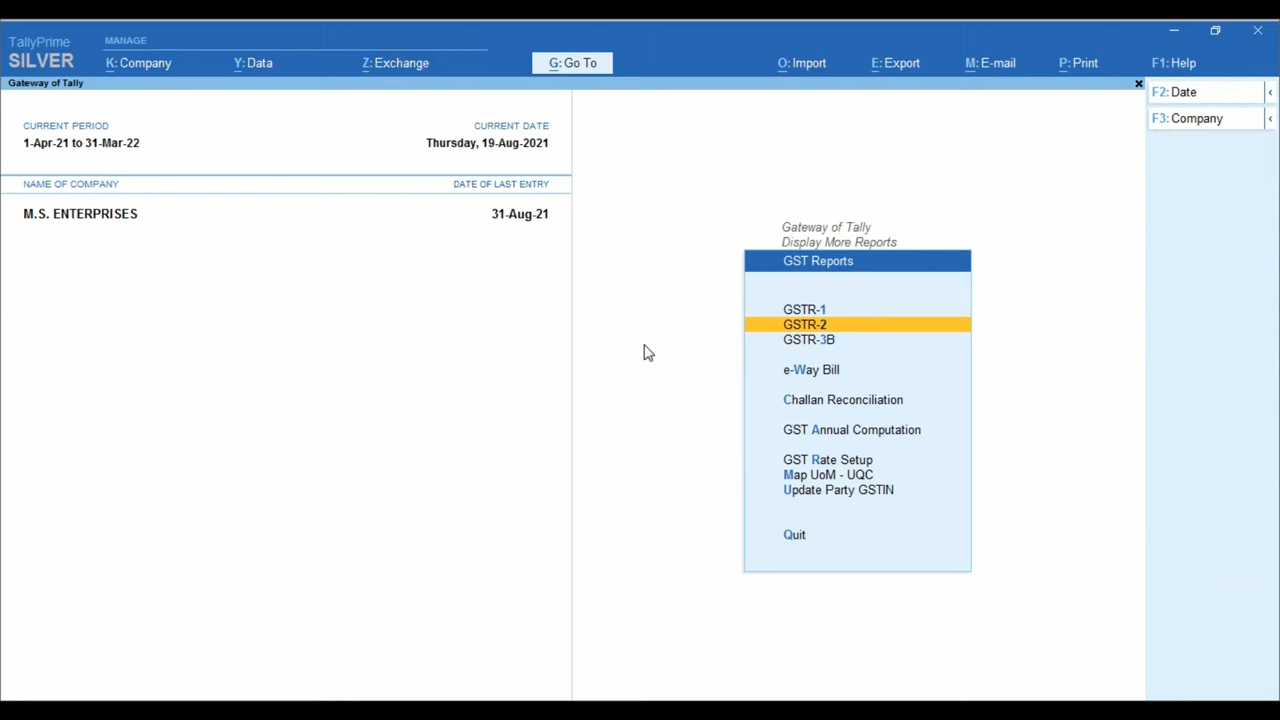 TallyPrime
SILVER
MANAGE
K: Company
Y: Data
Z: Exchange
G: Go To
O: Import
E: Export
M: E-mail
P: Print
F1: Help
Gateway of Tally
F2: Date
F3: Company
CURRENT PERIOD
CURRENT DATE
1-Apr-21 to 31-Mar-22
Thursday, 19-Aug-2021
NAME OF COMPANY
DATE OF LAST ENTRY
M.S. ENTERPRISES
31-Aug-21
Gateway of Tally
Display More Reports
GST Reports
GSTR-1
GSTR-2
GSTR-3B
e-Way Bill
Challan Reconciliation
GST Annual Computation
GST Rate Setup
Map UoM - UQC
Update Party GSTIN
Quit